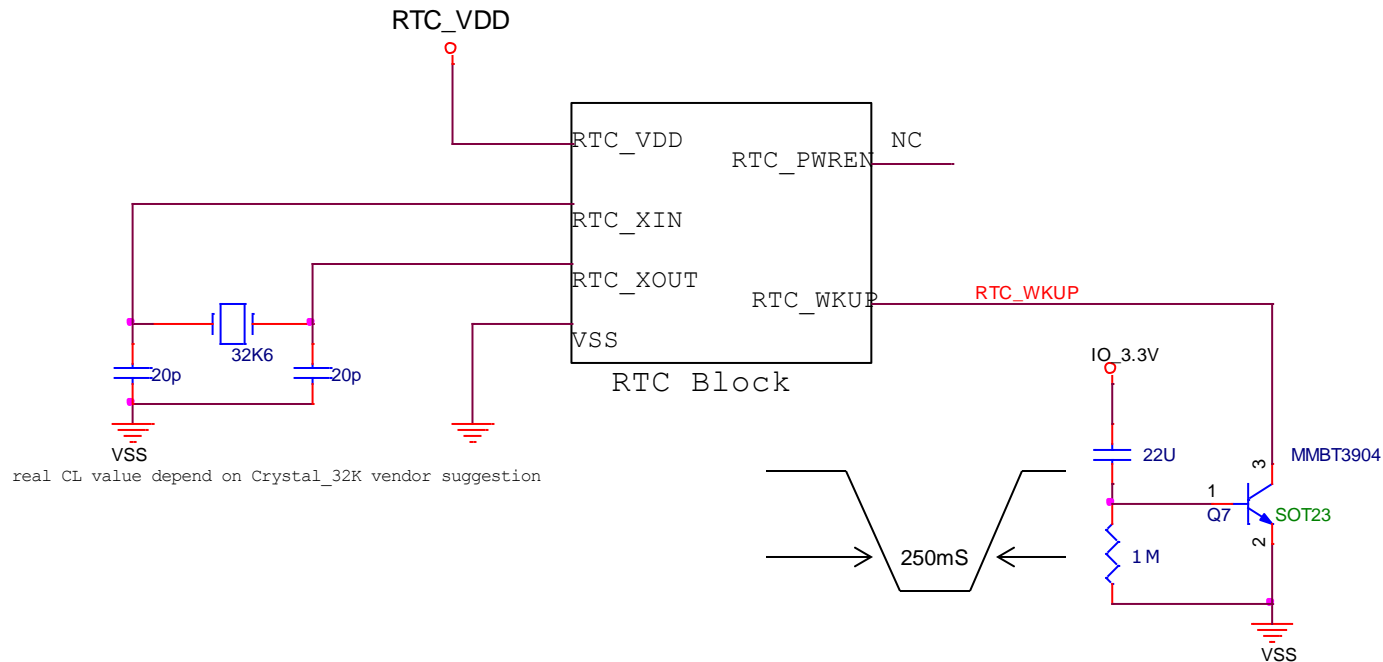 RTC_VDD
RTC_VDD
NC
RTC_PWREN
RTC_XIN
RTC_XOUT
RTC_WKUP
RTC_WKUP
VSS
32K6
20p
20p
RTC Block
IO_3.3V
VSS
real CL value depend on Crystal_32K vendor suggestion
22U
3
MMBT3904
1
Q7
SOT23
2
250mS
1M
VSS